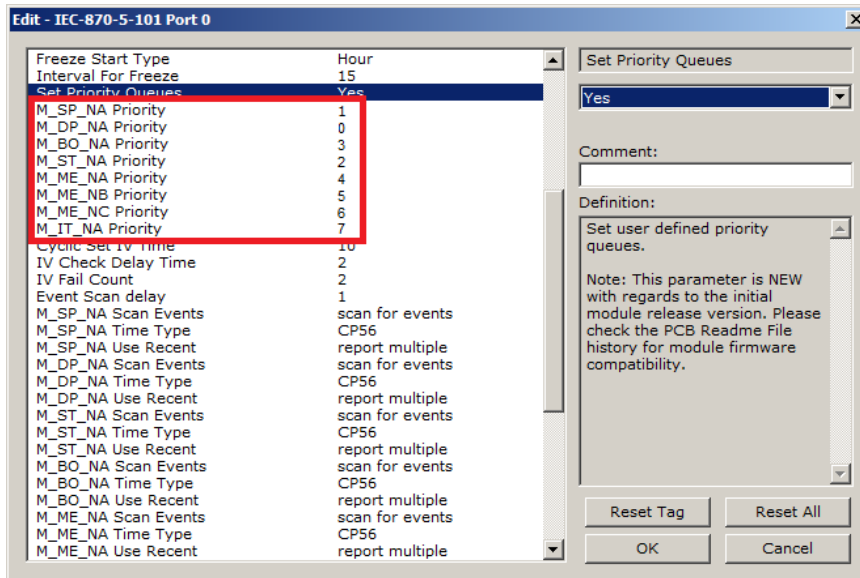 Edit - IEC-870-5-101 Port 0
Freeze Start Type Hour
Interval For Freeze 15
Set Priority Queues Yes
M_SP_NA Priority 1
M_DP_NA Priority 0
M_BO_NA Priority 3
M_ST_NA Priority 2
M_ME_NA Priority 4
M_ME_NB Priority 5
M_ME_NC Priority 6
M_IT_NA Priority 7
Cyclic Set IV Time 10
IV Check Delay Time 2
IV Fail Count 2
Event Scan delay 1
M_SP_NA Scan Events scan for events
M_SP_NA Time Type CP56
M_SP_NA Use Recent report multiple
M_DP_NA Scan Events scan for events
M_DP_NA Time Type CP56
M_DP_NA Use Recent report multiple
M_ST_NA Scan Events scan for events
M_ST_NA Time Type CP56
M_ST_NA Use Recent report multiple
M_BO_NA Scan Events scan for events
M_BO_NA Time Type CP56
M_BO_NA Use Recent report multiple
M_ME_NA Scan Events scan for events
M_ME_NA Time Type CP56
M_ME_NA Use Recent report multiple
Set Priority Queues
Yes
Comment:
Definition:
Set user defined priority
queues.
Note: This parameter is NEW
with regards to the initial
module release version. Please
check the PCB Readme File
history for module firmware
compatibility.
Reset Tag
Reset All
OK
Cancel